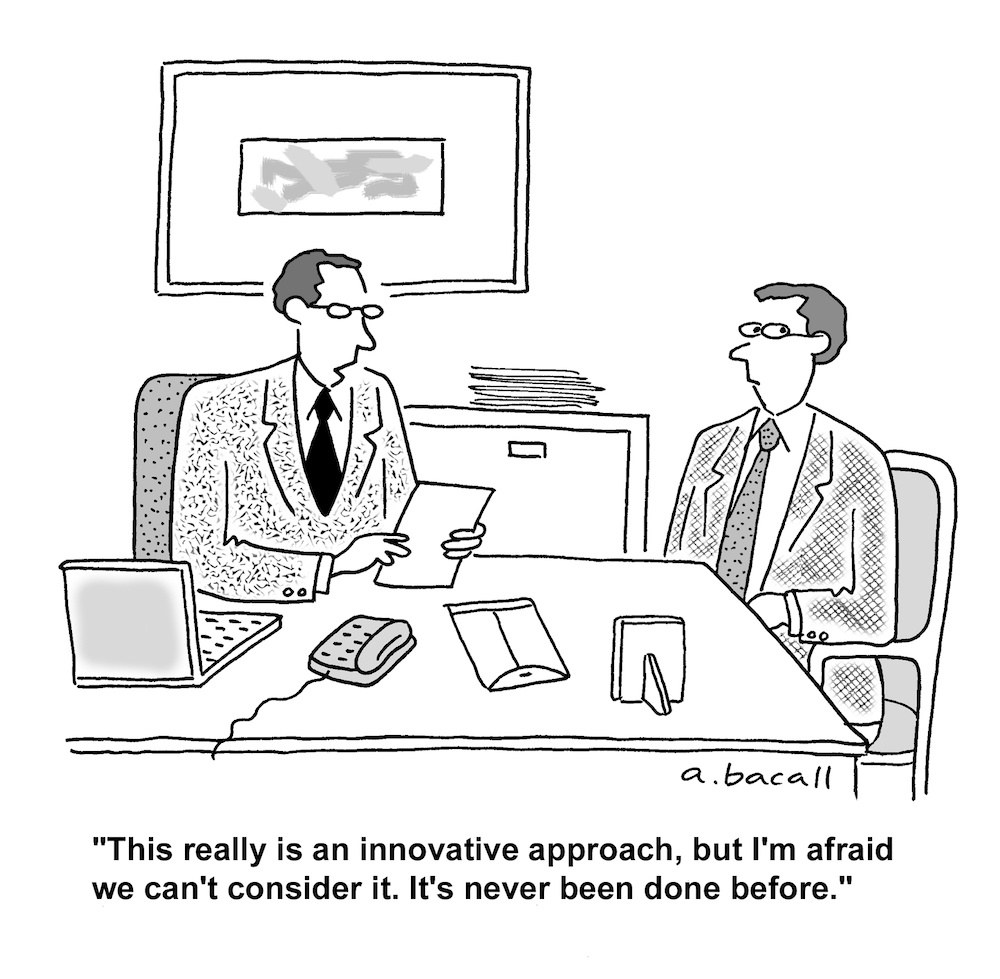 a. bacall
"This really is an innovative approach, but I'm afraid
we can't consider it. It's never been done before."